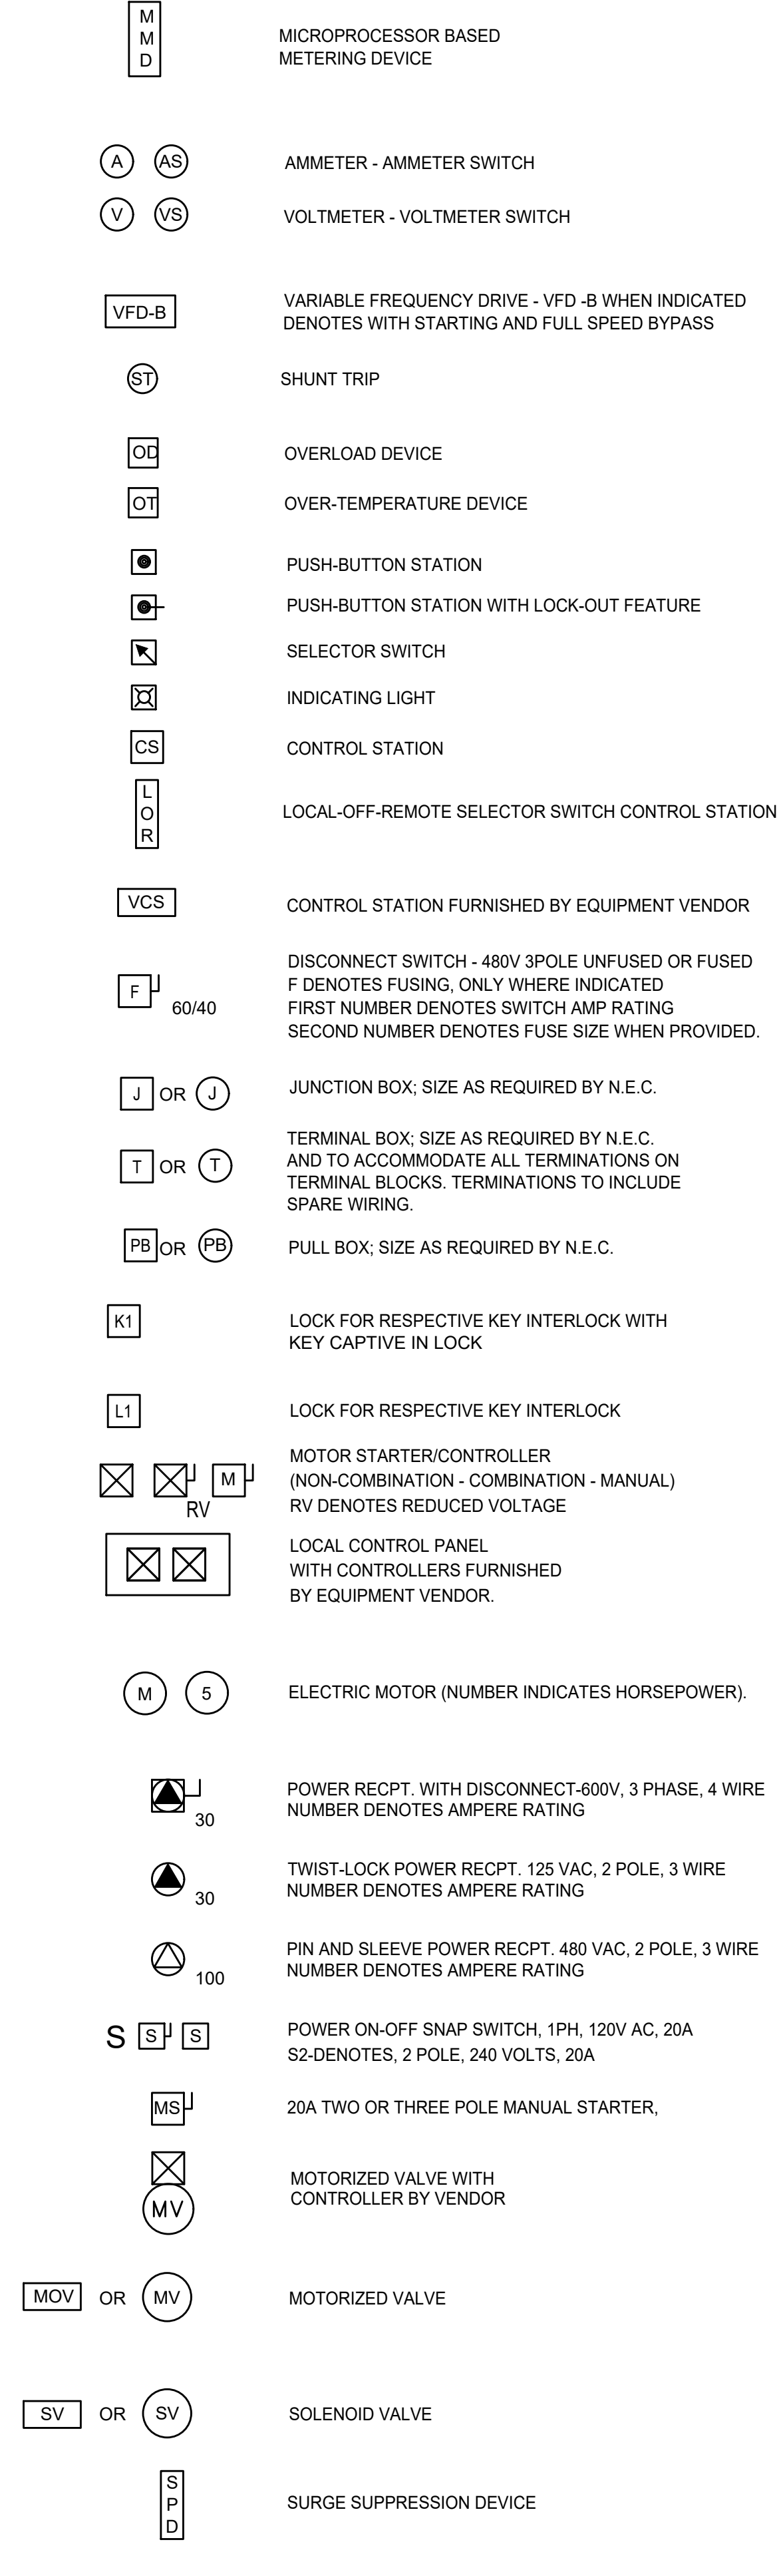 M
M
D
MICROPROCESSOR BASED
METERING DEVICE
A AS AMMETER - AMMETER SWITCH
V VS VOLTMETER - VOLTMETER SWITCH
VFD-B
VARIABLE FREQUENCY DRIVE - VFD -B WHEN INDICATED
DENOTES WITH STARTING AND FULL SPEED BYPASS
ST SHUNT TRIP
OD OVERLOAD DEVICE
OT OVER-TEMPERATURE DEVICE
PUSH-BUTTON STATION
PUSH-BUTTON STATION WITH LOCK-OUT FEATURE
SELECTOR SWITCH
INDICATING LIGHT
CS CONTROL STATION
L
O
R
LOCAL-OFF-REMOTE SELECTOR SWITCH CONTROL STATION
VCS CONTROL STATION FURNISHED BY EQUIPMENT VENDOR
F
60/40
DISCONNECT SWITCH - 480V 3POLE UNFUSED OR FUSED
F DENOTES FUSING, ONLY WHERE INDICATED
FIRST NUMBER DENOTES SWITCH AMP RATING
SECOND NUMBER DENOTES FUSE SIZE WHEN PROVIDED.
J OR J JUNCTION BOX; SIZE AS REQUIRED BY N.E.C.
T OR T
TERMINAL BOX; SIZE AS REQUIRED BY N.E.C.
AND TO ACCOMMODATE ALL TERMINATIONS ON
TERMINAL BLOCKS. TERMINATIONS TO INCLUDE
SPARE WIRING.
PB OR PB PULL BOX; SIZE AS REQUIRED BY N.E.C.
K1
LOCK FOR RESPECTIVE KEY INTERLOCK WITH
KEY CAPTIVE IN LOCK
L1 LOCK FOR RESPECTIVE KEY INTERLOCK
M
RV
MOTOR STARTER/CONTROLLER
(NON-COMBINATION - COMBINATION - MANUAL)
RV DENOTES REDUCED VOLTAGE
LOCAL CONTROL PANEL
WITH CONTROLLERS FURNISHED
BY EQUIPMENT VENDOR.
M 5 ELECTRIC MOTOR (NUMBER INDICATES HORSEPOWER).
30
POWER RECPT. WITH DISCONNECT-600V, 3 PHASE, 4 WIRE
NUMBER DENOTES AMPERE RATING
30
TWIST-LOCK POWER RECPT. 125 VAC, 2 POLE, 3 WIRE
NUMBER DENOTES AMPERE RATING
100
PIN AND SLEEVE POWER RECPT. 480 VAC, 2 POLE, 3 WIRE
NUMBER DENOTES AMPERE RATING
S S S
POWER ON-OFF SNAP SWITCH, 1PH, 120V AC, 20A
S2-DENOTES, 2 POLE, 240 VOLTS, 20A
MS 20A TWO OR THREE POLE MANUAL STARTER,
MV
MOTORIZED VALVE WITH
CONTROLLER BY VENDOR
MOV OR MV MOTORIZED VALVE
SV OR SV SOLENOID VALVE
S
P
D
SURGE SUPPRESSION DEVICE